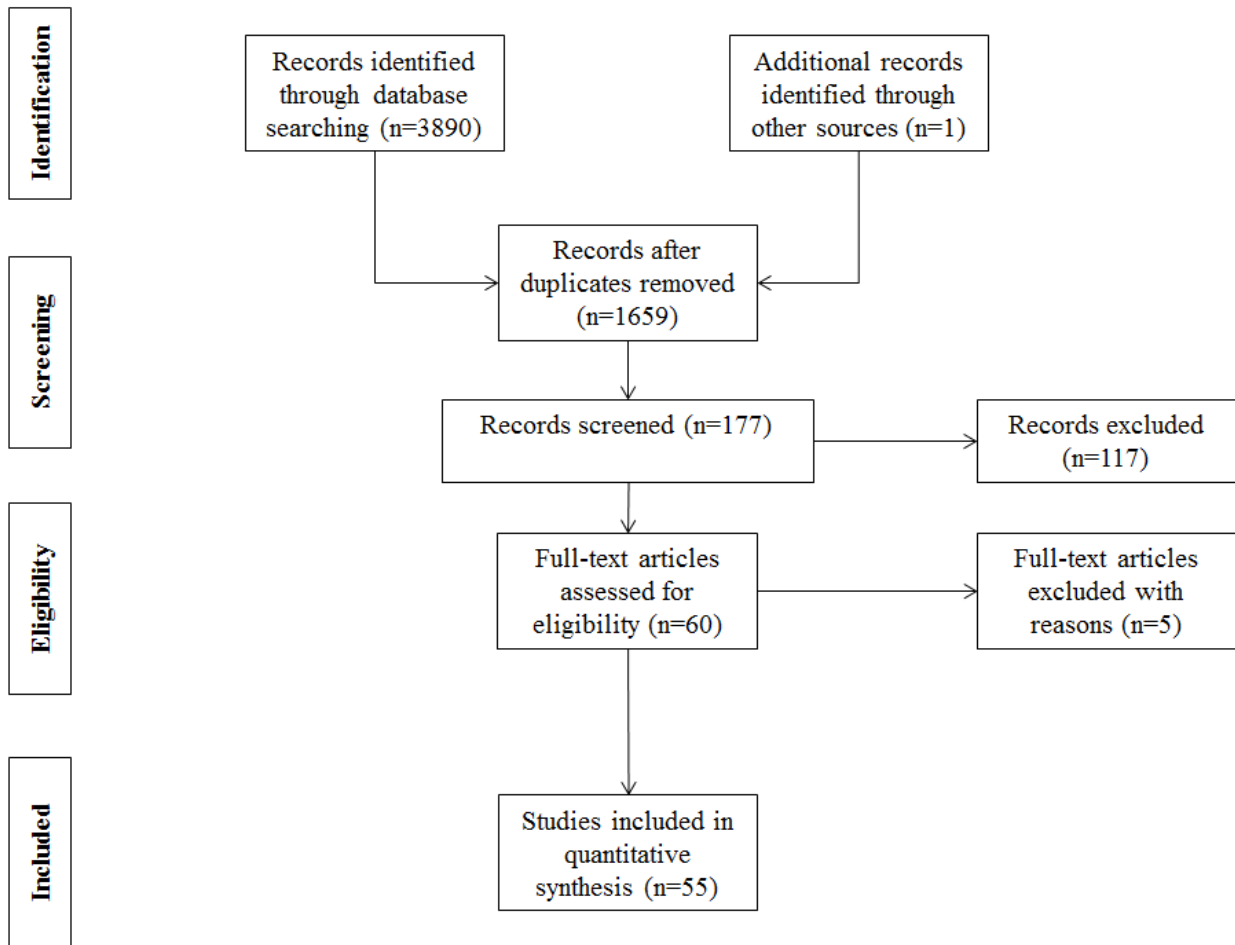 Identification
Records identified
through database
searching (n=3890)
Additional records
identified through
other sources (n=1)
Screening
Records after
duplicates removed
(n=1659)
Records screened (n=177)
Records excluded
(n=117)
Eligibility
Full-text articles
assessed for
eligibility (n=60)
Full-text articles
excluded with
reasons (n=5)
Included
Studies included in
quantitative
synthesis (n=55)